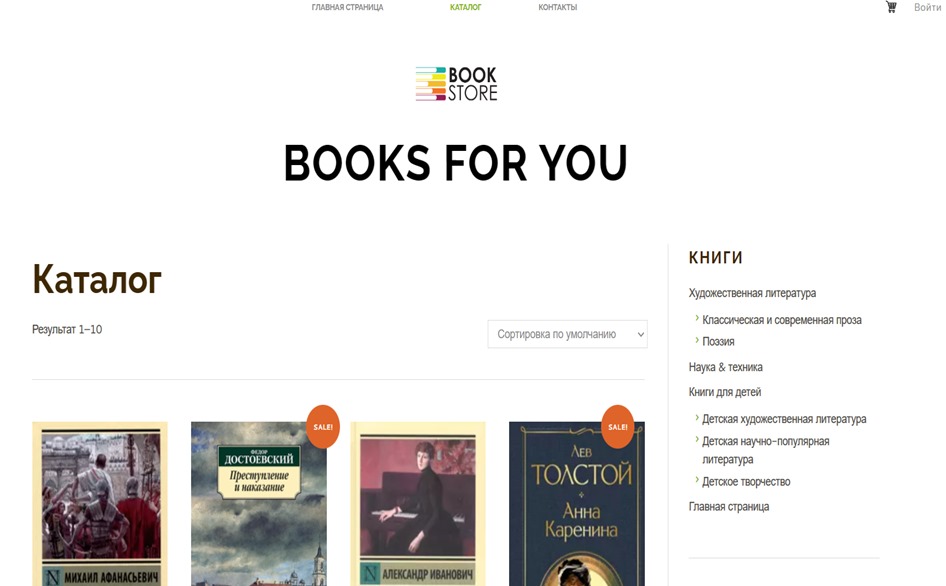 ГЛАВНАЯ СТРАНИЦА КАТАЛОГ КОНТАКТЫ Войти
BOOK
STORE
BOOKS FOR YOU
Каталог
Результат 1–10
Сортировка по умолчанию
SALE!
SALE!
МИХАИЛ АФАНАСЬЕВИЧ
ФЕДОР
ДОСТОЕВСКИЙ
Преступление
и наказание
АЛЕКСАНДР ИВАНОВИЧ
ЛЕВ
ТОЛСТОЙ
Анна
Каренина
КНИГИ
Художественная литература
Классическая и современная проза
Поэзия
Наука & техника
Книги для детей
Детская художественная литература
Детская научно-популярная
литература
Детское творчество
Главная страница